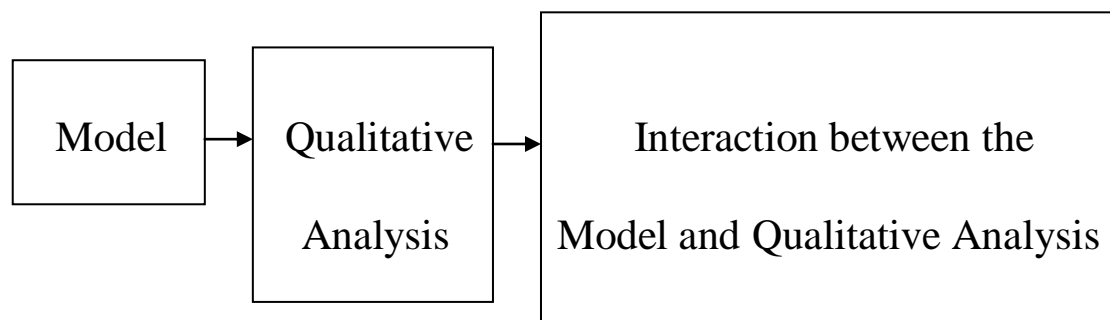 Model
Qualitative
Analysis
Interaction between the
Model and Qualitative Analysis